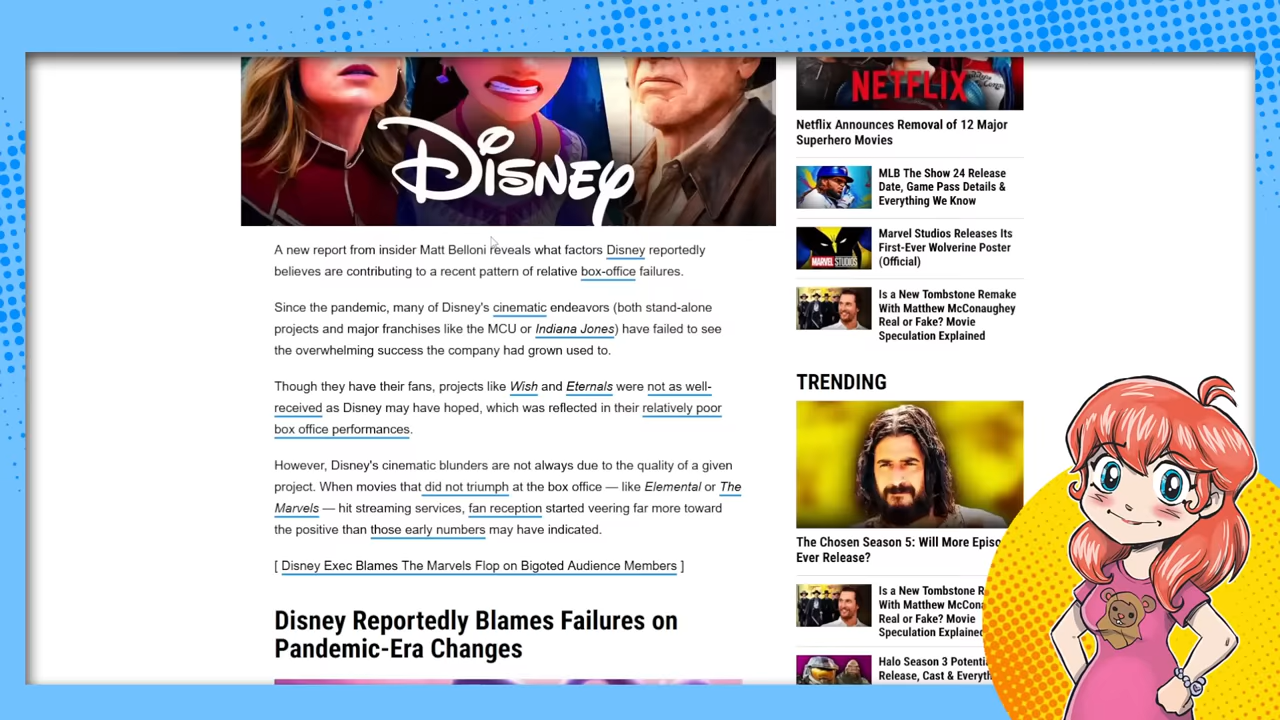 DISNEY
A new report from insider Matt Belloni reveals what factors Disney reportedly
believes are contributing to a recent pattern of relative box-office failures.
Since the pandemic, many of Disney's cinematic endeavors (both stand-alone
projects and major franchises like the MCU or Indiana Jones) have failed to see
the overwhelming success the company had grown used to.
Though they have their fans, projects like Wish and Eternals were not as well-
received as Disney may have hoped, which was reflected in their relatively poor
box office performances.
However, Disney's cinematic blunders are not always due to the quality of a given
project. When movies that did not triumph at the box office — like Elemental or The
Marvels — hit streaming services, fan reception started veering far more toward
the positive than those early numbers may have indicated.
[ Disney Exec Blames The Marvels Flop on Bigoted Audience Members ]
Disney Reportedly Blames Failures on
Pandemic-Era Changes
NETFLIX
Netflix Announces Removal of 12 Major
Superhero Movies
MLB The Show 24 Release
Date, Game Pass Details &
Everything We Know
MARVEL STUDIOS
Marvel Studios Releases Its
First-Ever Wolverine Poster
(Official)
Is a New Tombstone Remake
With Matthew McConaughey
Real or Fake? Movie
Speculation Explained
TRENDING
The Chosen Season 5: Will More
Ever Release?
Is a New Tombstone
With Matthew
Real or Fake? Movie
Speculation Explained
Halo Season 3
Release, Cast &